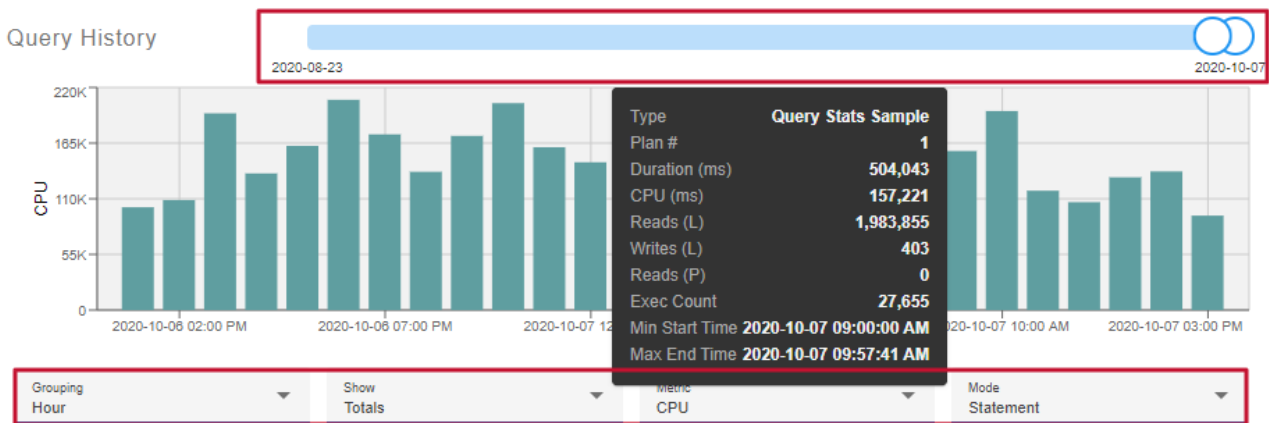 Query History
2020-08-23
2020-10-07
220K
165K
110K
55K
0
CPU
2020-10-06 02:00 PM
2020-10-06 07:00 PM
2020-10-07 12
20-10-07 10:00 AM
2020-10-07 03:00 PM
Type Query Stats Sample
Plan # 1
Duration (ms) 504,043
CPU (ms) 157,221
Reads (L) 1,983,855
Writes (L) 403
Reads (P) 0
Exec Count 27,655
Min Start Time 2020-10-07 09:00:00 AM
Max End Time 2020-10-07 09:57:41 AM
Grouping
Hour
Show
Totals
Metric
CPU
Mode
Statement